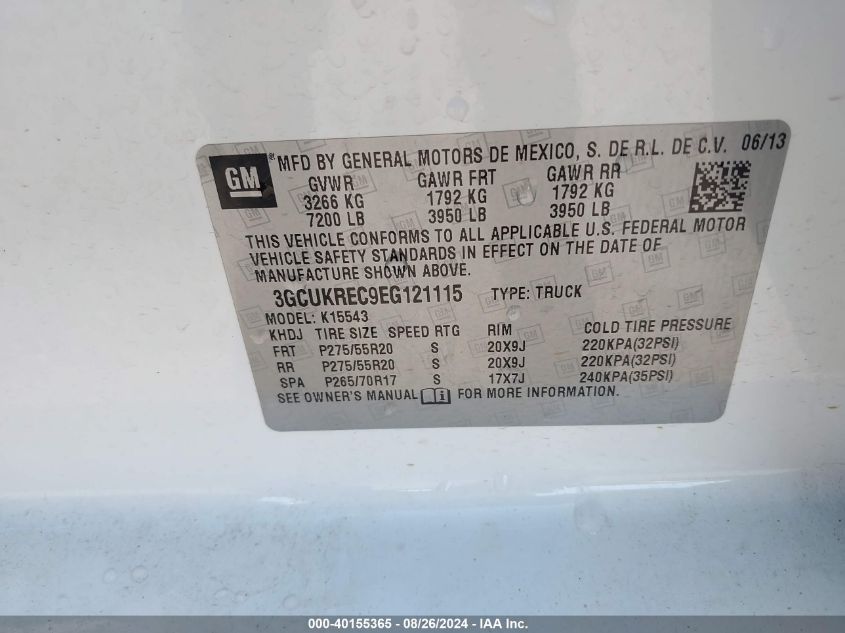 GM ® MFD BY GENERAL MOTORS DE MEXICO, S. DE R.L. DE C.V. 06/13
GVWR GAWR FRT GAWR RR
3266 KG 1792 KG 1792 KG
7200 LB 3950 LB 3950 LB
THIS VEHICLE CONFORMS TO ALL APPLICABLE U.S. FEDERAL MOTOR
VEHICLE SAFETY STANDARDS IN EFFECT ON THE DATE OF
MANUFACTURE SHOWN ABOVE.
3GCUKREC9EG121115 TYPE: TRUCK
MODEL: K15543
KHDJ TIRE SIZE SPEED RTG RIM COLD TIRE PRESSURE
FRT P275/55R20 S 20X9J 220KPA(32PSI)
RR P275/55R20 S 20X9J 220KPA(32PSI)
SPA P265/70R17 S 17X7J 240KPA(35PSI)
SEE OWNER'S MANUAL FOR MORE INFORMATION.
000-40155365 - 08/26/2024 - IAA Inc.